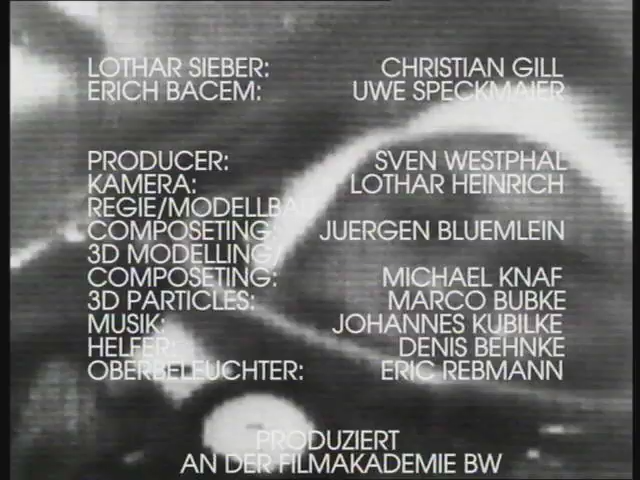 LOTHAR SIEBER: CHRISTIAN GILL
ERICH BACEM: UWE SPECKMAIER
PRODUCER: SVEN WESTPHAL
KAMERA: LOTHAR HEINRICH
REGIE/MODELLBAU
COMPOSETING: JUERGEN BLUEMLEIN
3D MODELLING/
COMPOSETING: MICHAEL KNAF
3D PARTICLES: MARCO BUBKE
MUSIK: JOHANNES KUBILKE
HELFER: DENIS BEHNKE
OBERBELEUCHTER: ERIC REBMANN
PRODUZIERT
AN DER FILMAKADEMIE BW